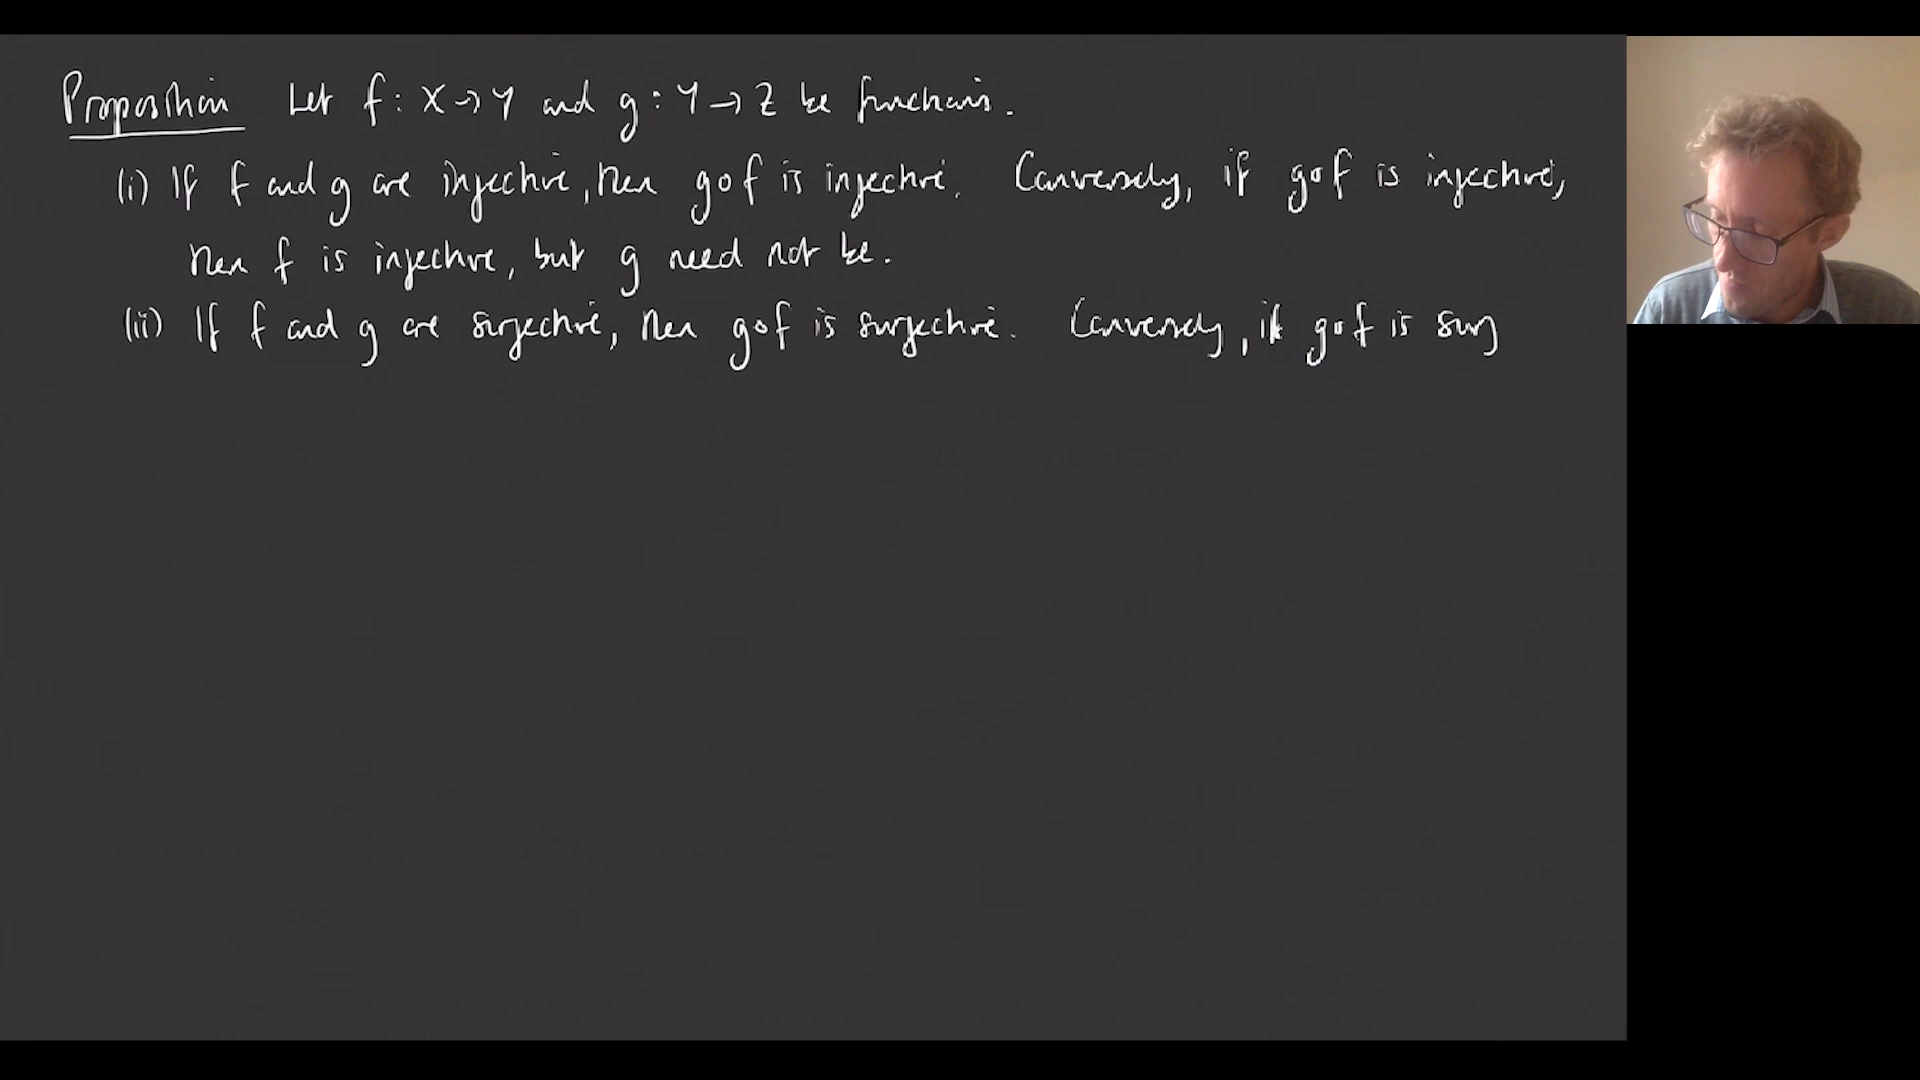 Proposition Let f : X → Y and g : Y → Z be functions.
(i) If f and g are injective, then g∘f is injective. Conversely, if g∘f is injective,
then f is injective, but g need not be.
(ii) If f and g are surjective, then g∘f is surjective. Conversely, if g∘f is surj